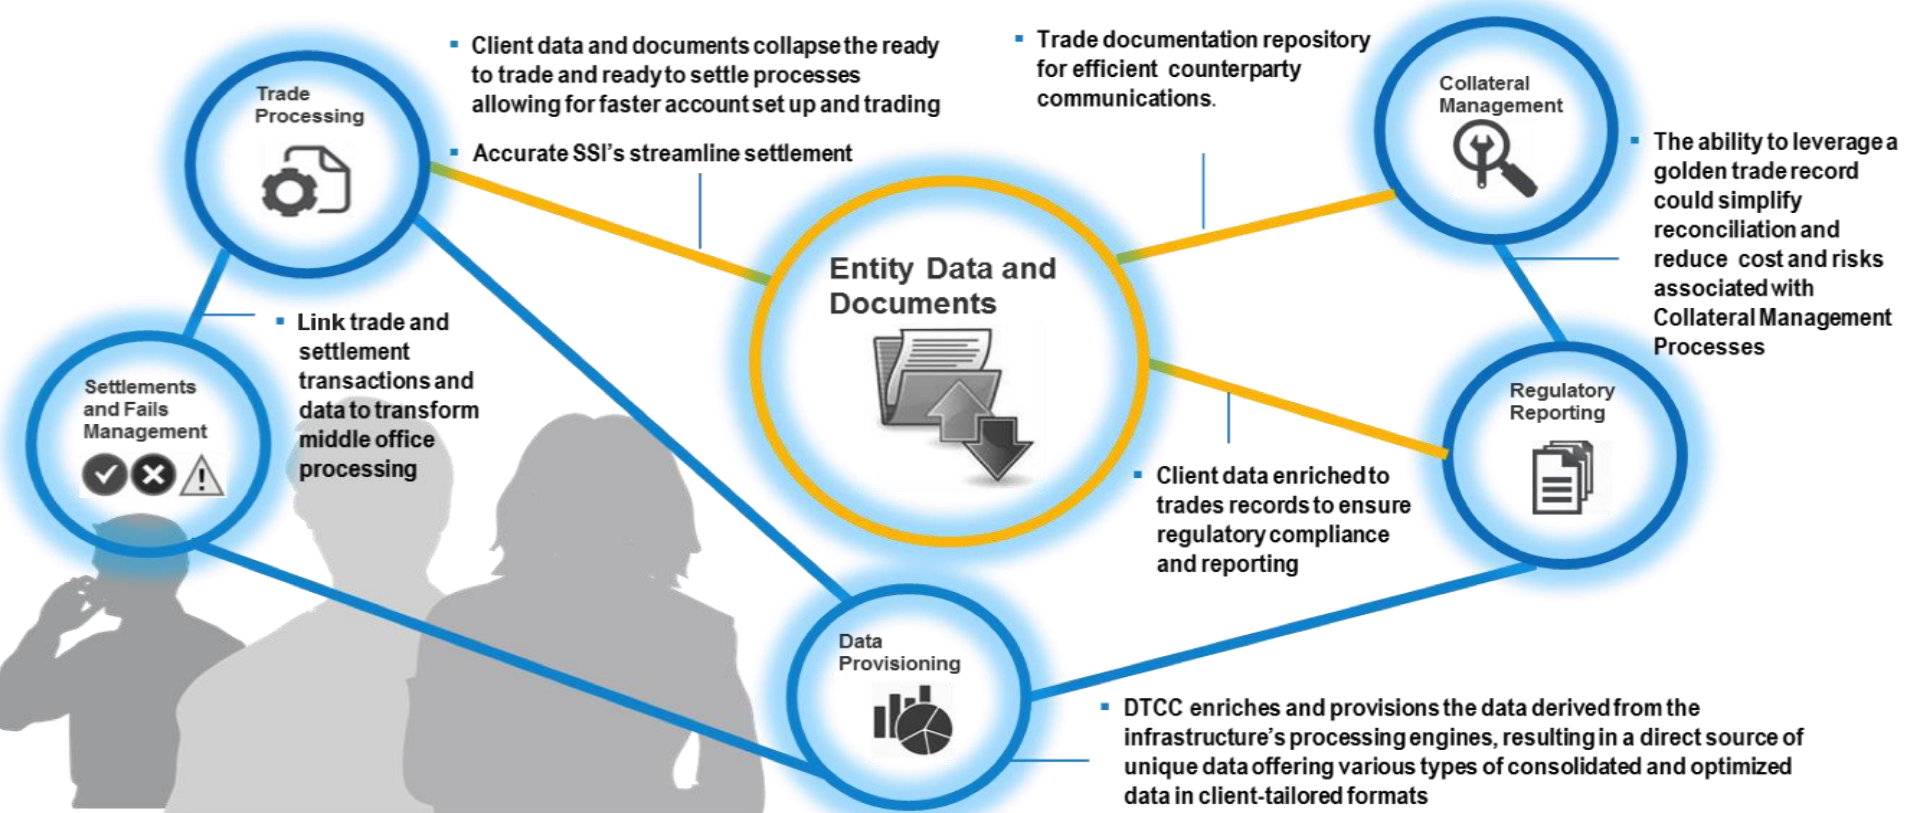 Trade
Processing
▪ Client data and documents collapse the ready
to trade and ready to settle processes
allowing for faster account set up and trading
▪ Accurate SSI's streamline settlement
▪ Trade documentation repository
for efficient counterparty
communications.
Collateral
Management
▪ The ability to leverage a
golden trade record
could simplify
reconciliation and
reduce cost and risks
associated with
Collateral Management
Processes
Entity Data and
Documents
▪ Link trade and
settlement
transactions and
data to transform
middle office
processing
Settlements
and Fails
Management
Regulatory
Reporting
▪ Client data enriched to
trades records to ensure
regulatory compliance
and reporting
Data
Provisioning
▪ DTCC enriches and provisions the data derived from the
infrastructure's processing engines, resulting in a direct source of
unique data offering various types of consolidated and optimized
data in client-tailored formats